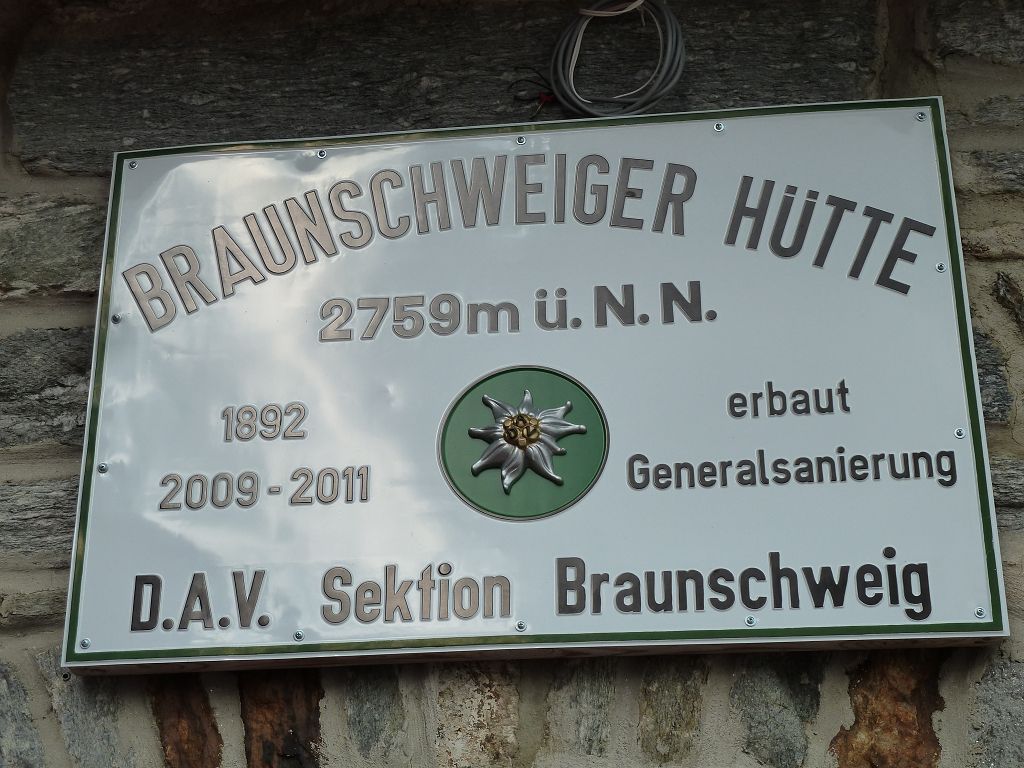 BRAUNSCHWEIGER HÜTTE
2759m ü. N. N.
1892 erbaut
2009 - 2011 Generalsanierung
D.A.V. Sektion Braunschweig